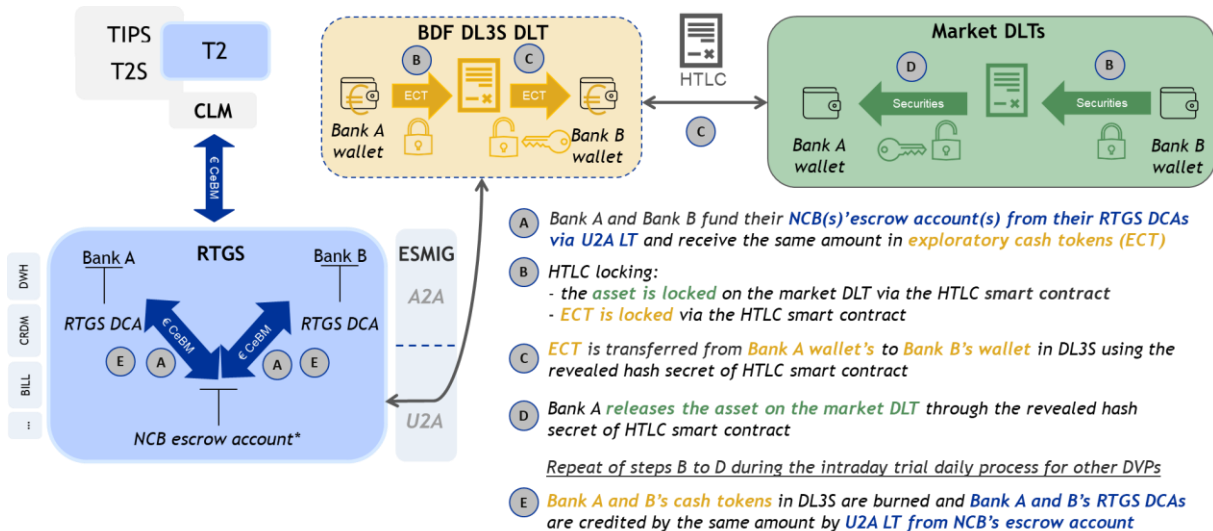 TIPS
T2S
T2
CLM
€ CeBM
BDF DL3S DLT
B
C
ECT
ECT
Bank A
wallet
Bank B
wallet
HTLC
C
Market DLTs
D
B
Securities
Securities
Bank A
wallet
Bank B
wallet
DWH
CRDM
BILL
...
RTGS
Bank A
Bank B
RTGS DCA
RTGS DCA
€ CeBM
€ CeBM
E
A
A
E
NCB escrow account*
ESMIG
A2A
U2A
A
Bank A and Bank B fund their NCB(s)'escrow account(s) from their RTGS DCAs
via U2A LT and receive the same amount in exploratory cash tokens (ECT)
B
HTLC locking:
- the asset is locked on the market DLT via the HTLC smart contract
- ECT is locked via the HTLC smart contract
C
ECT is transferred from Bank A wallet's to Bank B's wallet in DL3S using the
revealed hash secret of HTLC smart contract
D
Bank A releases the asset on the market DLT through the revealed hash
secret of HTLC smart contract
Repeat of steps B to D during the intraday trial daily process for other DVPs
E
Bank A and B's cash tokens in DL3S are burned and Bank A and B's RTGS DCAs
are credited by the same amount by U2A LT from NCB's escrow account